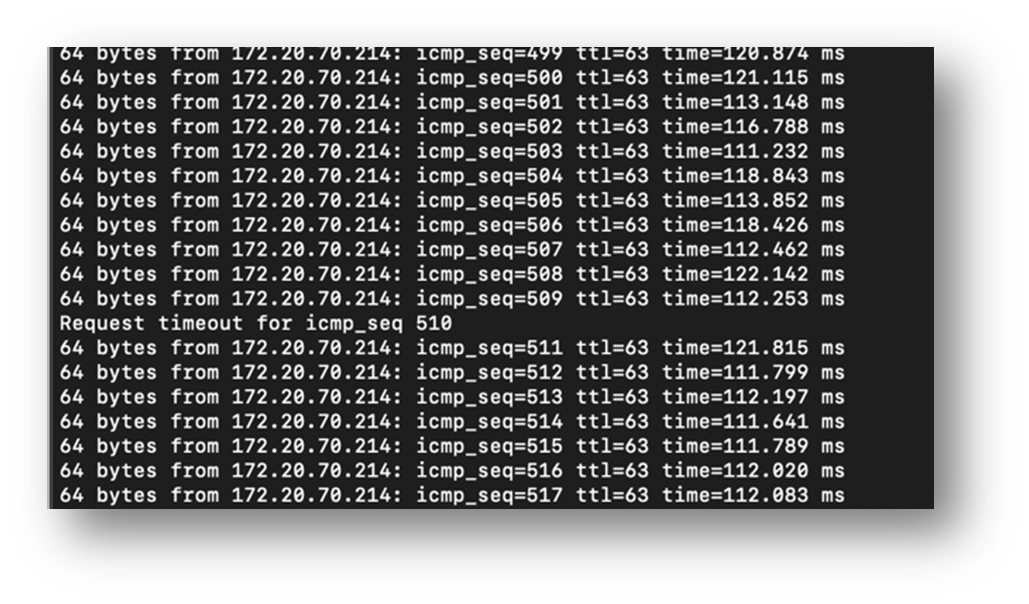 64 bytes from 172.20.70.214: icmp_seq=499 ttl=63 time=120.874 ms
64 bytes from 172.20.70.214: icmp_seq=500 ttl=63 time=121.115 ms
64 bytes from 172.20.70.214: icmp_seq=501 ttl=63 time=113.148 ms
64 bytes from 172.20.70.214: icmp_seq=502 ttl=63 time=116.788 ms
64 bytes from 172.20.70.214: icmp_seq=503 ttl=63 time=111.232 ms
64 bytes from 172.20.70.214: icmp_seq=504 ttl=63 time=118.843 ms
64 bytes from 172.20.70.214: icmp_seq=505 ttl=63 time=113.852 ms
64 bytes from 172.20.70.214: icmp_seq=506 ttl=63 time=118.426 ms
64 bytes from 172.20.70.214: icmp_seq=507 ttl=63 time=112.462 ms
64 bytes from 172.20.70.214: icmp_seq=508 ttl=63 time=122.142 ms
64 bytes from 172.20.70.214: icmp_seq=509 ttl=63 time=112.253 ms
Request timeout for icmp_seq 510
64 bytes from 172.20.70.214: icmp_seq=511 ttl=63 time=121.815 ms
64 bytes from 172.20.70.214: icmp_seq=512 ttl=63 time=111.799 ms
64 bytes from 172.20.70.214: icmp_seq=513 ttl=63 time=112.197 ms
64 bytes from 172.20.70.214: icmp_seq=514 ttl=63 time=111.641 ms
64 bytes from 172.20.70.214: icmp_seq=515 ttl=63 time=111.789 ms
64 bytes from 172.20.70.214: icmp_seq=516 ttl=63 time=112.020 ms
64 bytes from 172.20.70.214: icmp_seq=517 ttl=63 time=112.083 ms